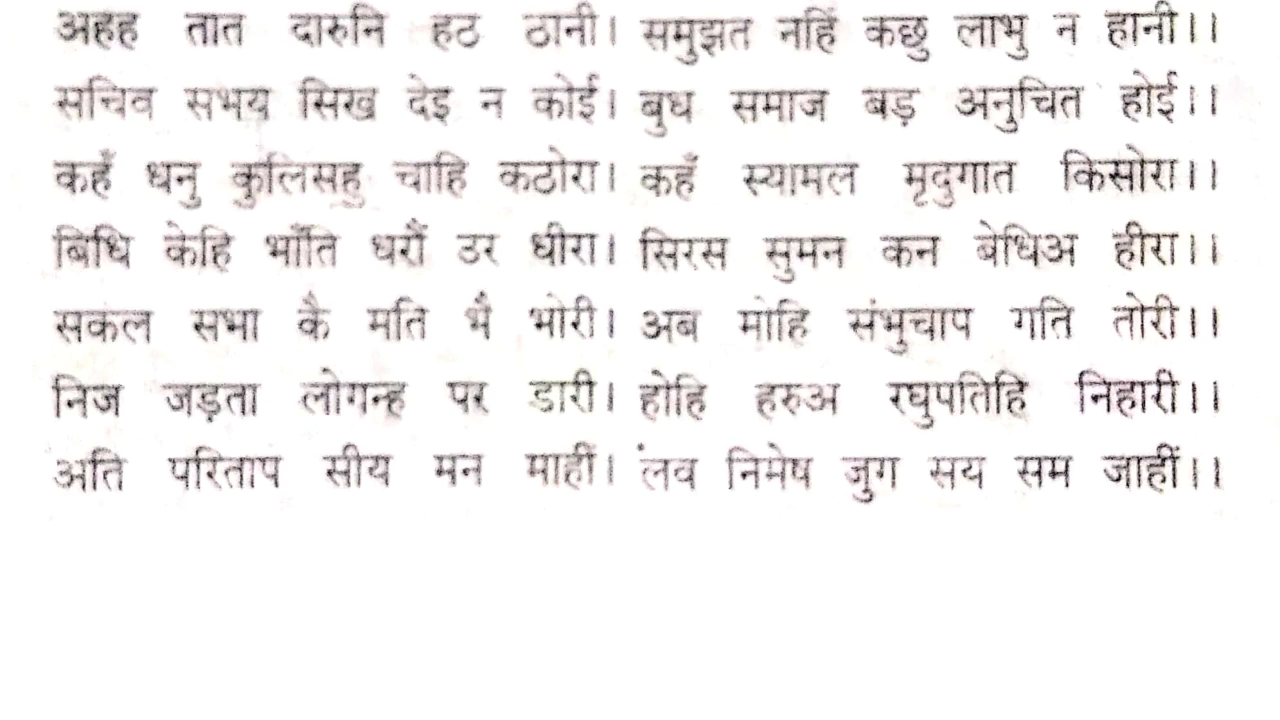 अहह तात दारुनि हठ ठानी। समुझत नहिं कछु लाभु न हानी।।
सचिव सभय सिख देइ न कोई। बुध समाज बड़ अनुचित होई।।
कहँ धनु कुलिसहु चाहि कठोरा। कहँ स्यामल मृदुगात किसोरा।।
बिधि केहि भाँति धरौं उर धीरा। सिरस सुमन कन बेधिअ हीरा।।
सकल सभा कै मति भै भोरी। अब मोहि संभुचाप गति तोरी।।
निज जड़ता लोगन्ह पर डारी। होहि हरुअ रघुपतिहि निहारी।।
अति परिताप सीय मन माहीं। लव निमेष जुग सय सम जाहीं।।